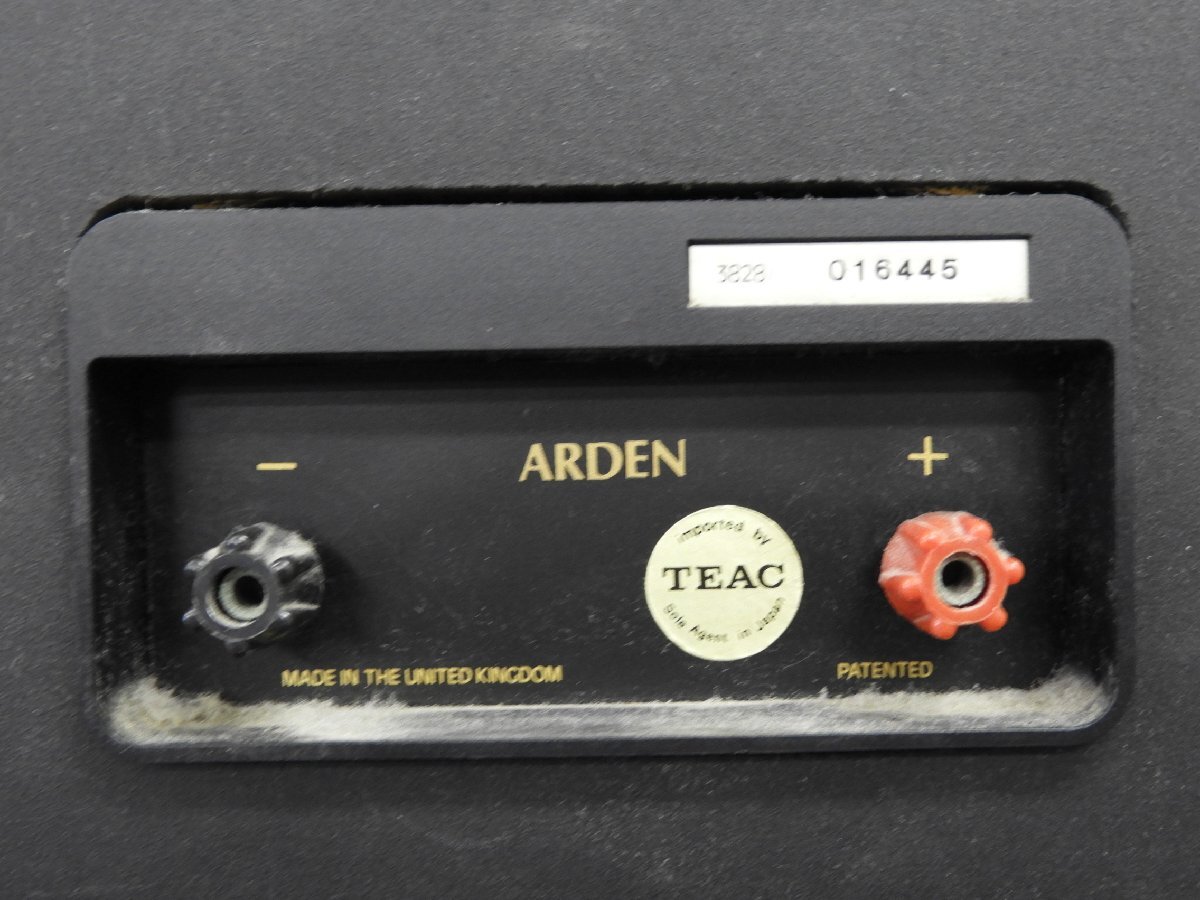 3828 016445
− ARDEN +
imported by
TEAC
Sole Agent in Japan
MADE IN THE UNITED KINGDOM
PATENTED